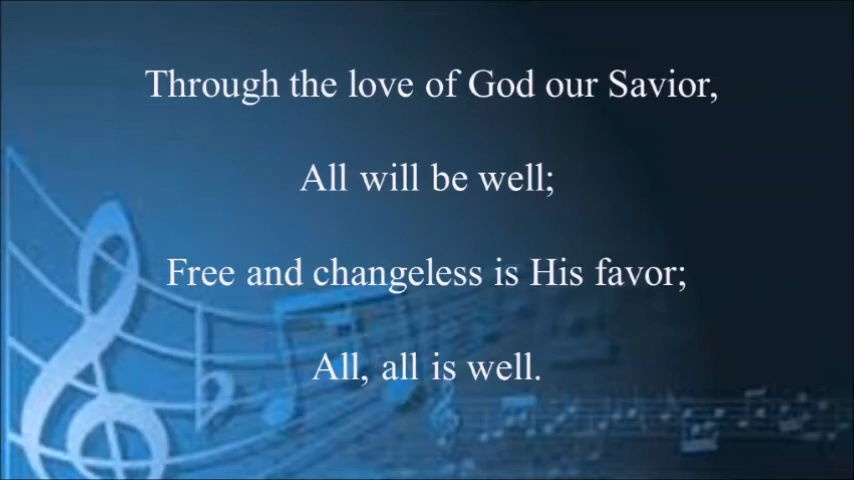 Through the love of God our Savior,
All will be well;
Free and changeless is His favor;
All, all is well.